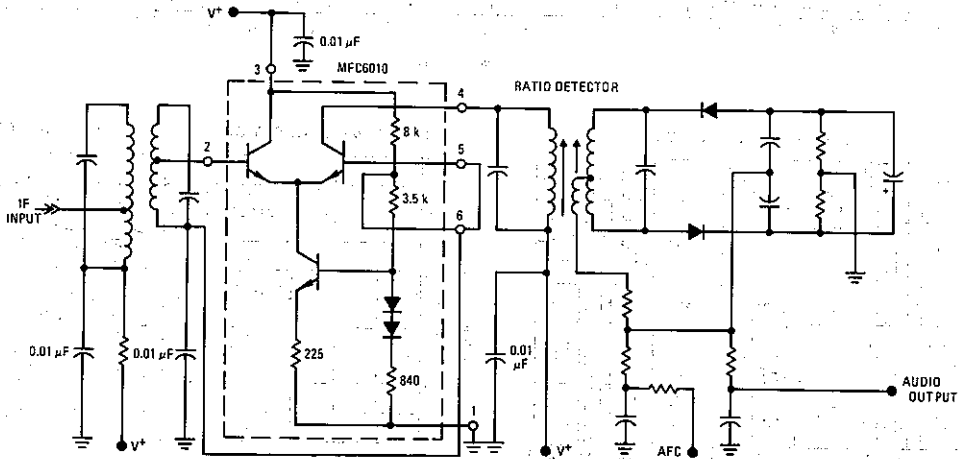 V+
0.01 µF
3
MFC6010
RATIO DETECTOR
4
8 k
2
5
3.5 k
1F
INPUT
6
0.01 µF
0.01 µF
225
840
0.01
µF
1
V+
V+
AFC
+
AUDIO
OUTPUT